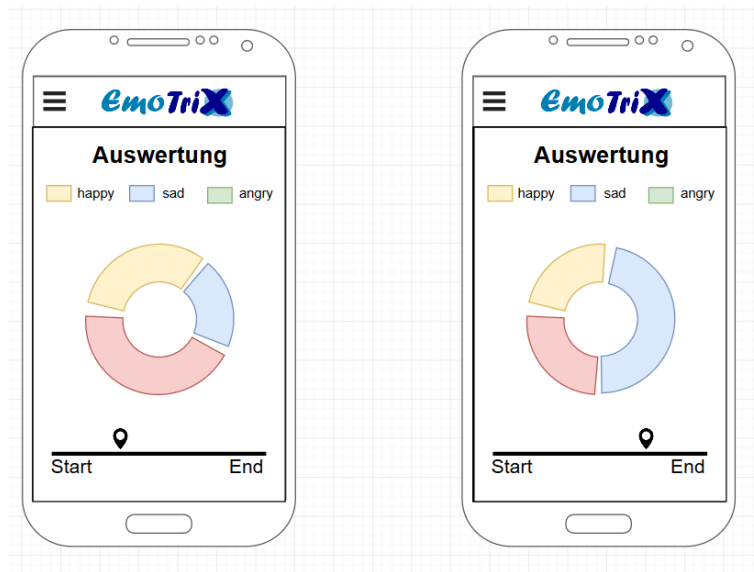 EmoTriX
Auswertung
happy sad angry
Start End
EmoTriX
Auswertung
happy sad angry
Start End